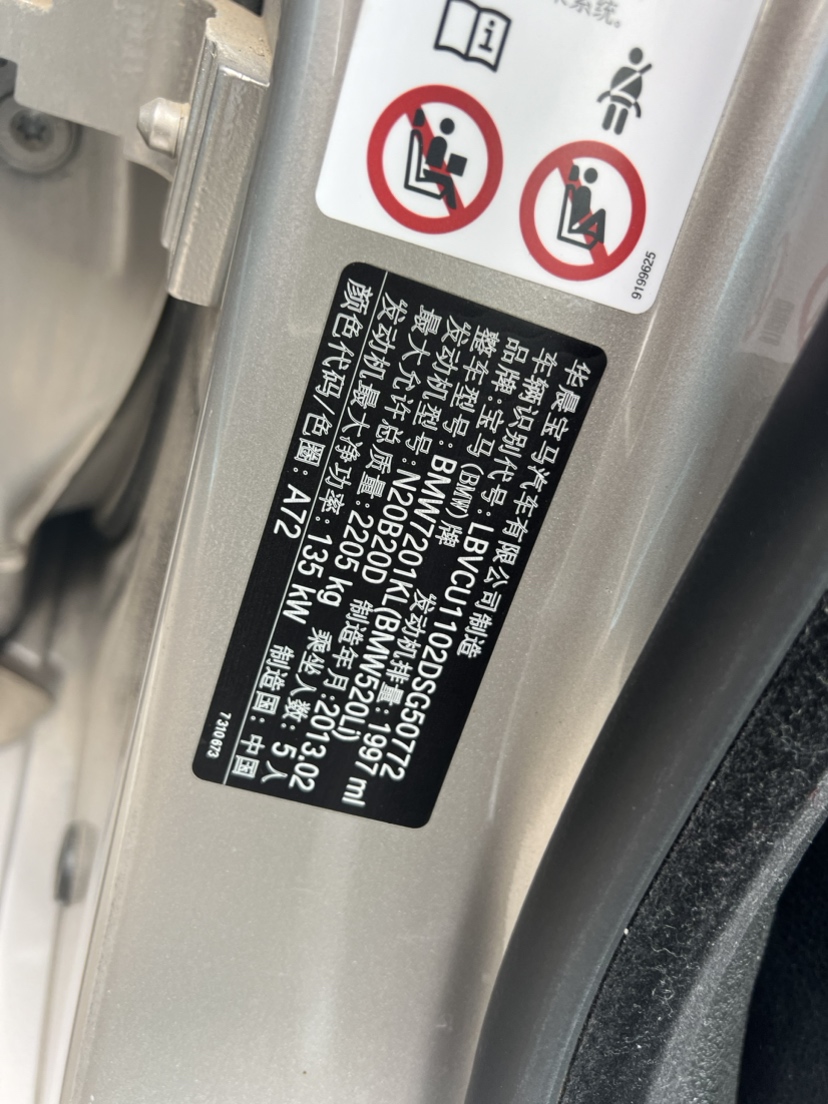 系统。
9199625
华晨宝马汽车有限公司制造
车辆识别代号:LBVCU1102DSG50772
品牌:宝马(BMW)牌
整车型号:BMW7201KL(BMW520Li)
发动机型号:N20B20D 发动机排量:1997 ml
最大允许总质量:2205 kg 制造年月:2013.02
发动机最大净功率:135 kW 乘坐人数:5人
颜色代码/色圈:A72 制造国:中国
7310673